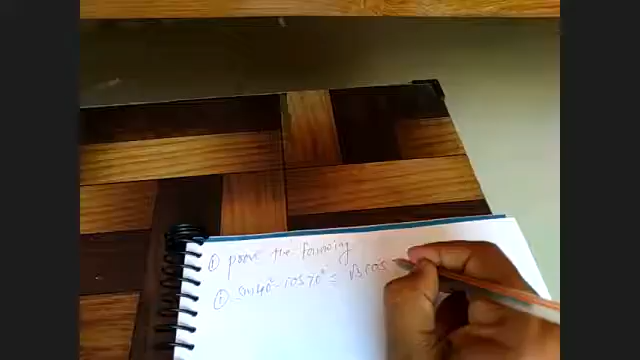 ① prove the following
① sin40° - cos70° = √3 cos